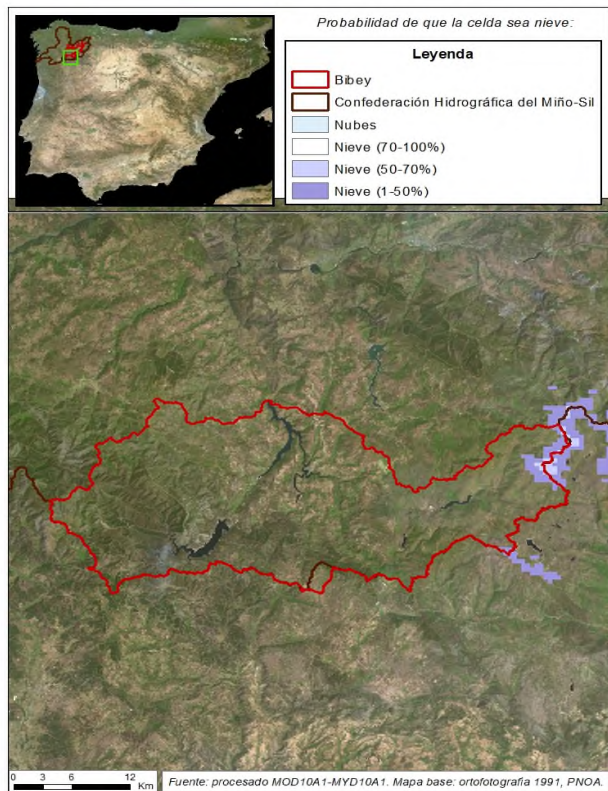 Probabilidad de que la celda sea nieve:
Leyenda
Bibey
Confederación Hidrográfica del Miño-Sil
Nubes
Nieve (70-100%)
Nieve (50-70%)
Nieve (1-50%)
0 3 6 12
Km
Fuente: procesado MOD10A1-MYD10A1. Mapa base: ortofotografía 1991, PNOA.